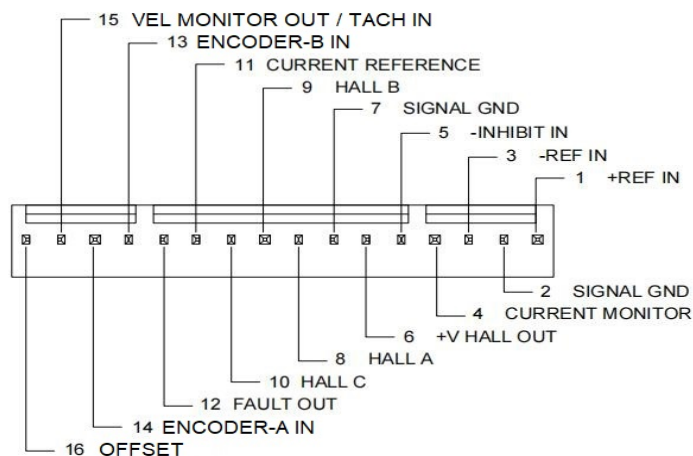 15 VEL MONITOR OUT / TACH IN
13 ENCODER-B IN
11 CURRENT REFERENCE
9 HALL B
7 SIGNAL GND
5 -INHIBIT IN
3 -REF IN
1 +REF IN
2 SIGNAL GND
4 CURRENT MONITOR
6 +V HALL OUT
8 HALL A
10 HALL C
12 FAULT OUT
14 ENCODER-A IN
16 OFFSET